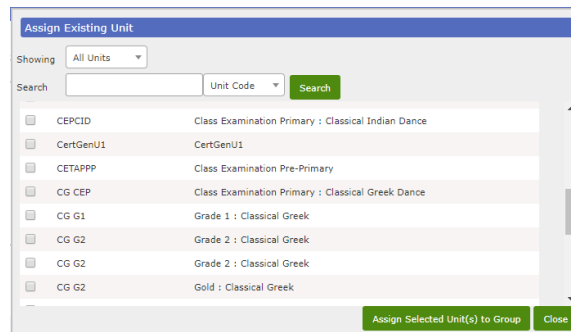 Assign Existing Unit
Showing All Units
Search Unit Code Search
CEPCID Class Examination Primary : Classical Indian Dance
CertGenU1 CertGenU1
CETAPPP Class Examination Pre-Primary
CG CEP Class Examination Primary : Classical Greek Dance
CG G1 Grade 1 : Classical Greek
CG G2 Grade 2 : Classical Greek
CG G2 Grade 2 : Classical Greek
CG G2 Gold : Classical Greek
Assign Selected Unit(s) to Group Close